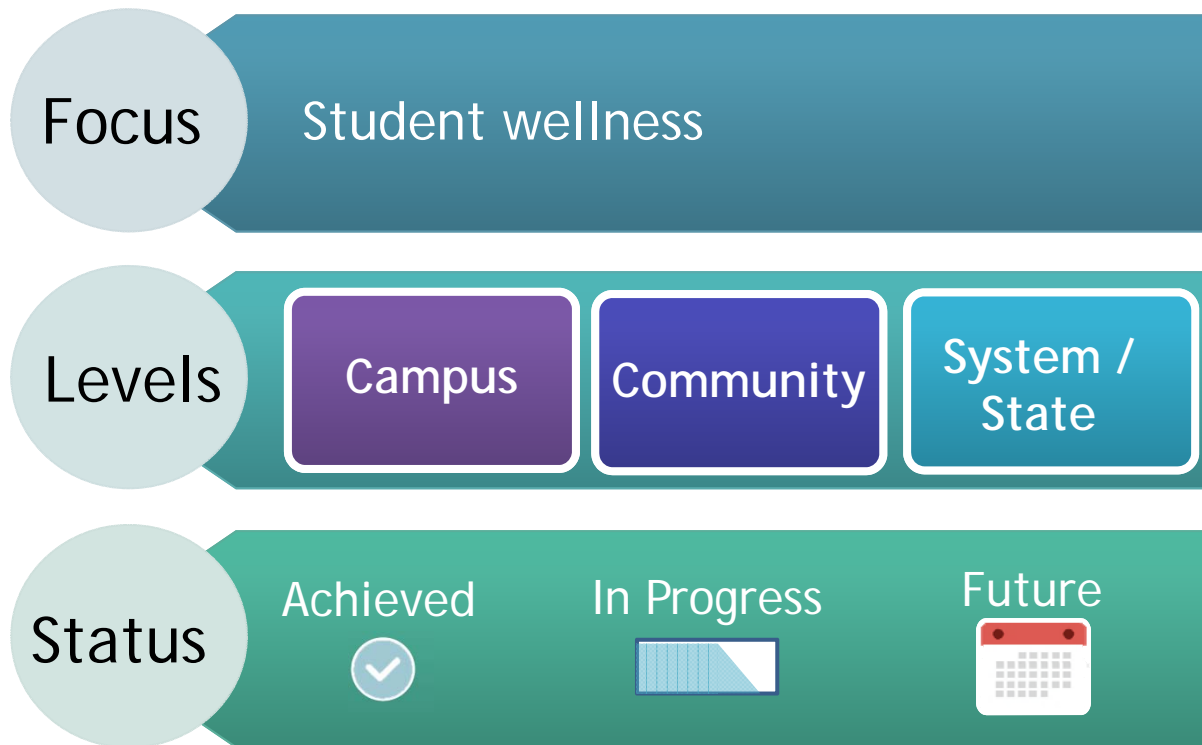 Focus
Student wellness
Levels
Campus
Community
System /
State
Status
Achieved
In Progress
Future